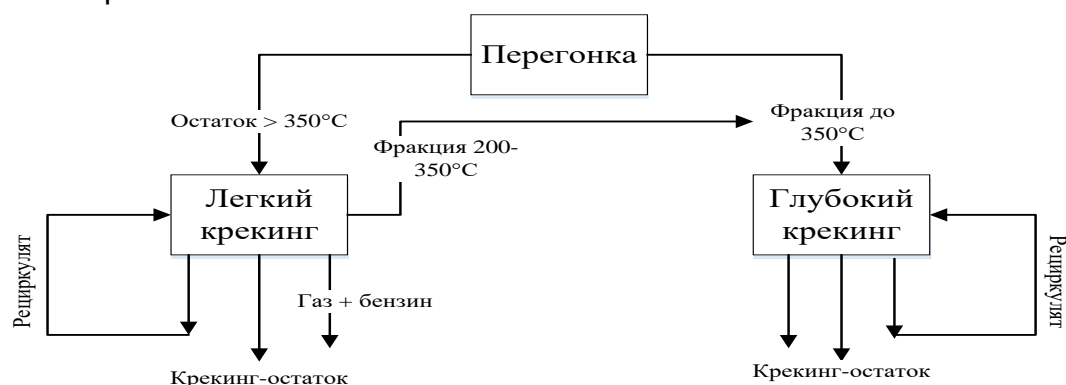 Перегонка
Остаток > 350°С
Фракция 200-
350°С
Фракция до
350°С
Легкий
крекинг
Глубокий
крекинг
Рециркулят
Газ + бензин
Рециркулят
Крекинг-остаток
Крекинг-остаток